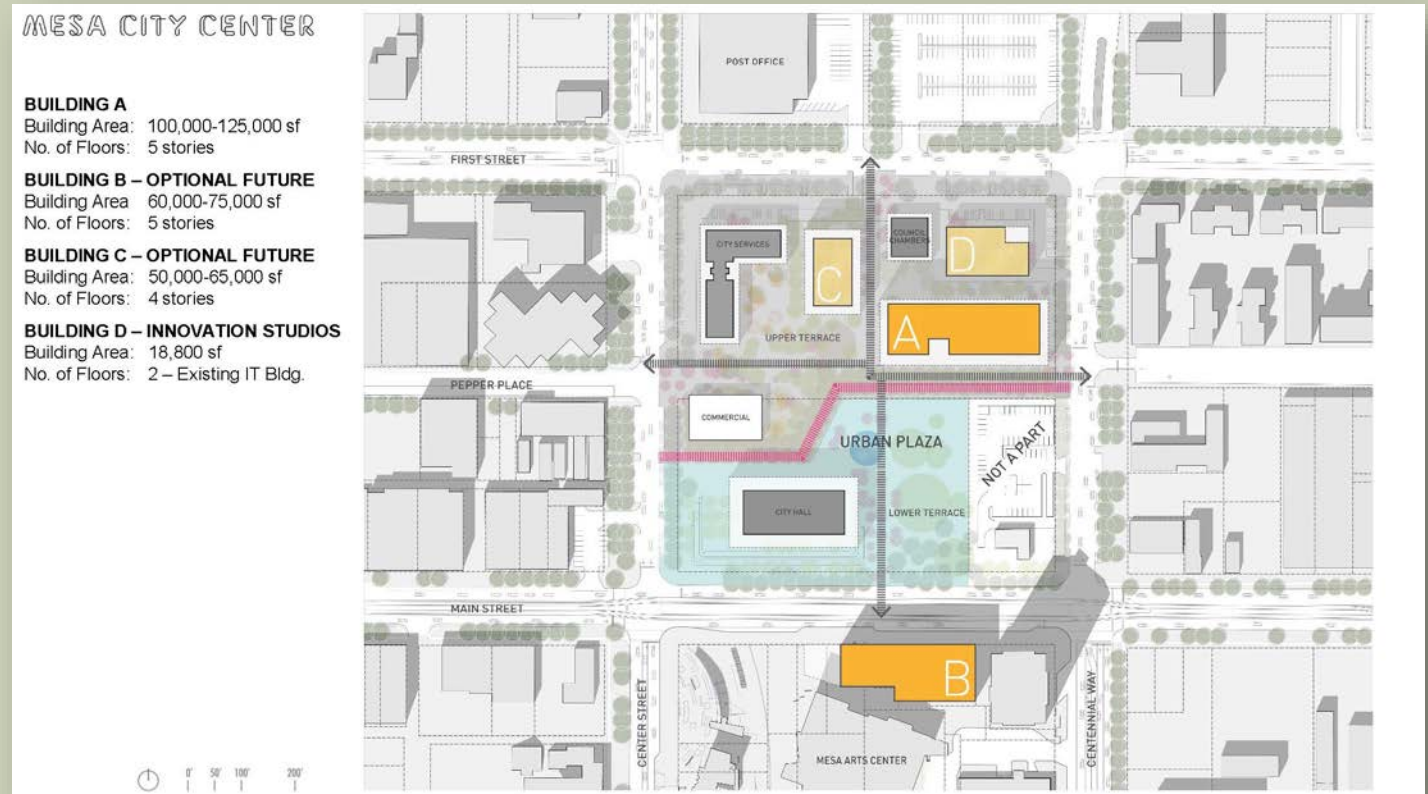 MESA CITY CENTER
BUILDING A
Building Area: 100,000-125,000 sf
No. of Floors: 5 stories
BUILDING B – OPTIONAL FUTURE
Building Area 60,000-75,000 sf
No. of Floors: 5 stories
BUILDING C – OPTIONAL FUTURE
Building Area: 50,000-65,000 sf
No. of Floors: 4 stories
BUILDING D – INNOVATION STUDIOS
Building Area: 18,800 sf
No. of Floors: 2 – Existing IT Bldg.
POST OFFICE
FIRST STREET
CITY SERVICES
COUNCIL
CHAMBERS
C
D
A
UPPER TERRACE
PEPPER PLACE
COMMERCIAL
URBAN PLAZA
NOT A PART
CITY HALL
LOWER TERRACE
MAIN STREET
B
CENTER STREET
CENTENNIAL WAY
MESA ARTS CENTER
0' 50' 100' 200'